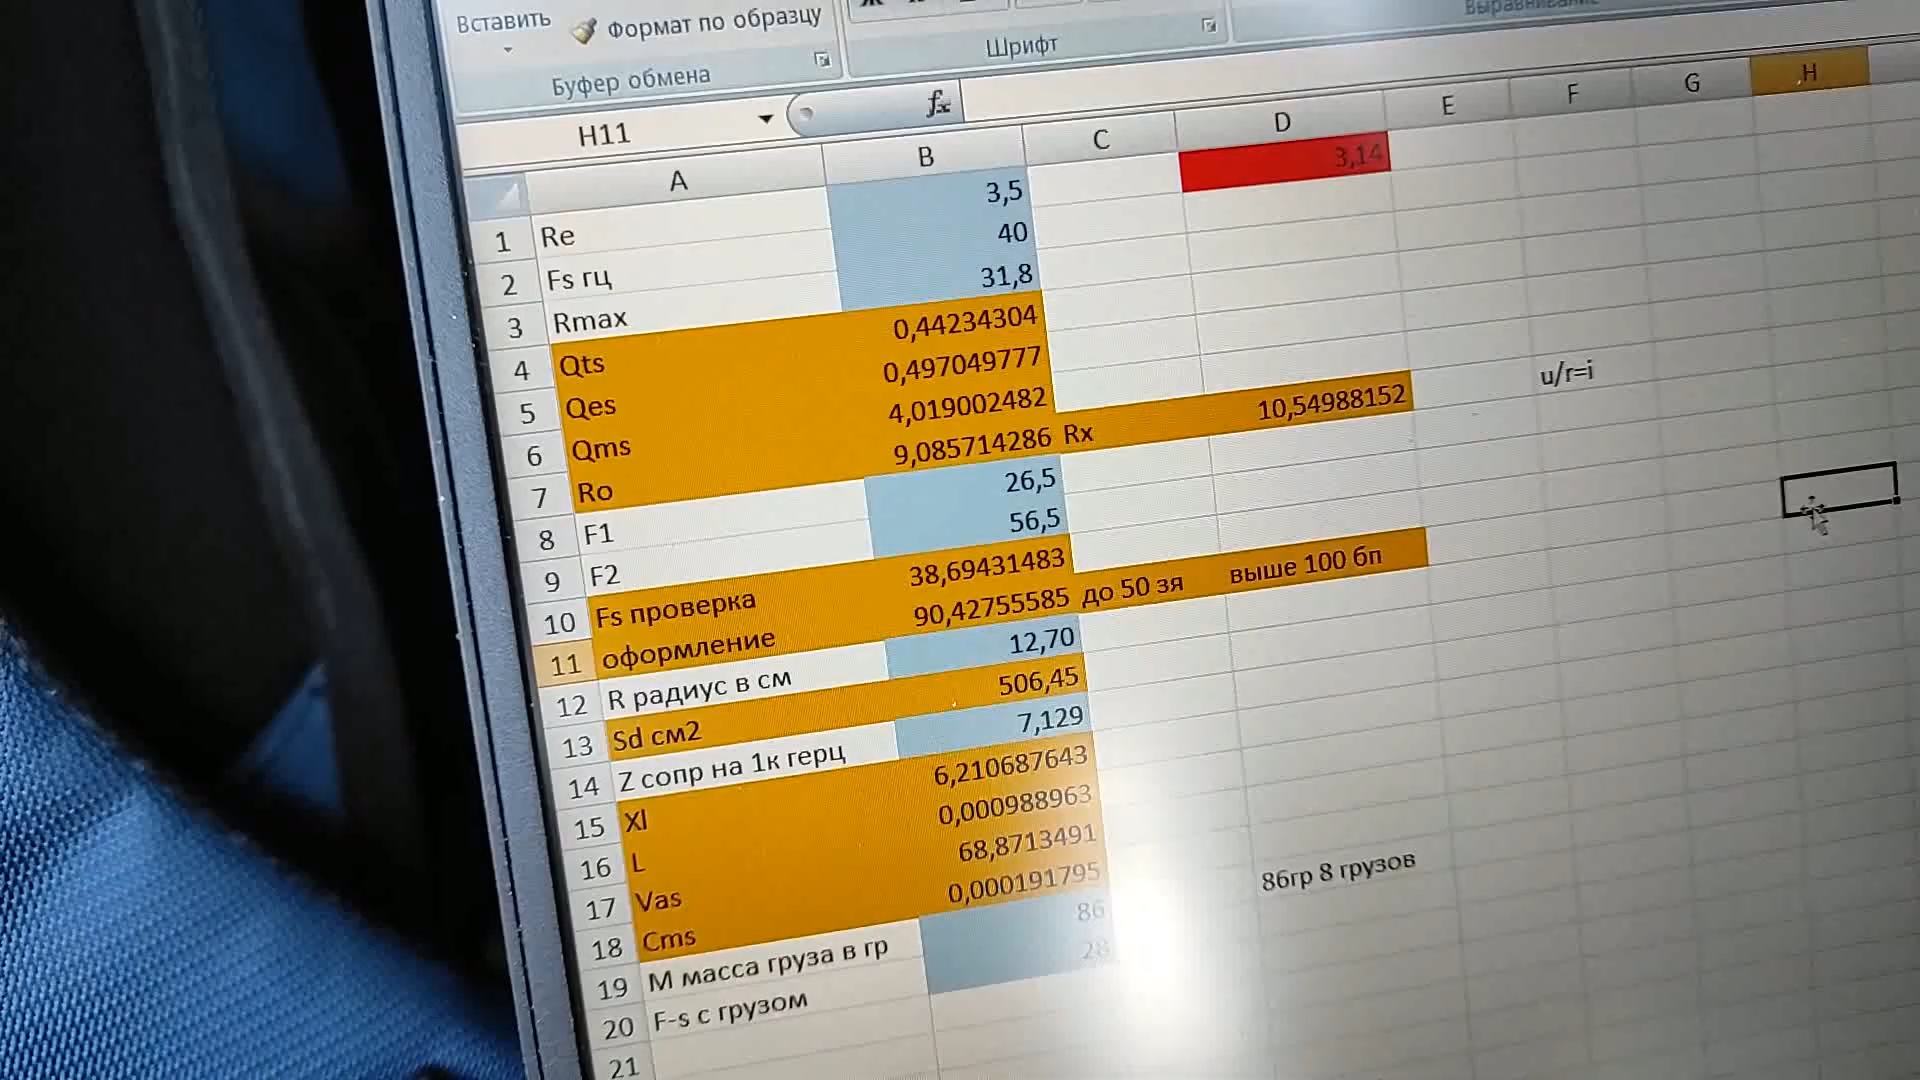 Вставить
Формат по образцу
Буфер обмена
Шрифт
Выравнивание
H11
fx
A B C D E F G H
3,14
1 Re 3,5
2 Fs гц 40
3 Rmax 31,8
4 Qts 0,44234304
5 Qes 0,497049777
6 Qms 4,019002482
7 Ro 9,085714286 Rx 10,54988152
u/r=i
8 F1 26,5
9 F2 56,5
10 Fs проверка 38,69431483
11 оформление 90,42755585 до 50 зя выше 100 бп
12 R радиус в см 12,70
13 Sd см2 506,45
14 Z сопр на 1к герц 7,129
15 Xl 6,210687643
16 L 0,000988963
17 Vas 68,8713491
18 Cms 0,000191795
86гр 8 грузов
19 М масса груза в гр 86
20 F-s с грузом 28
21